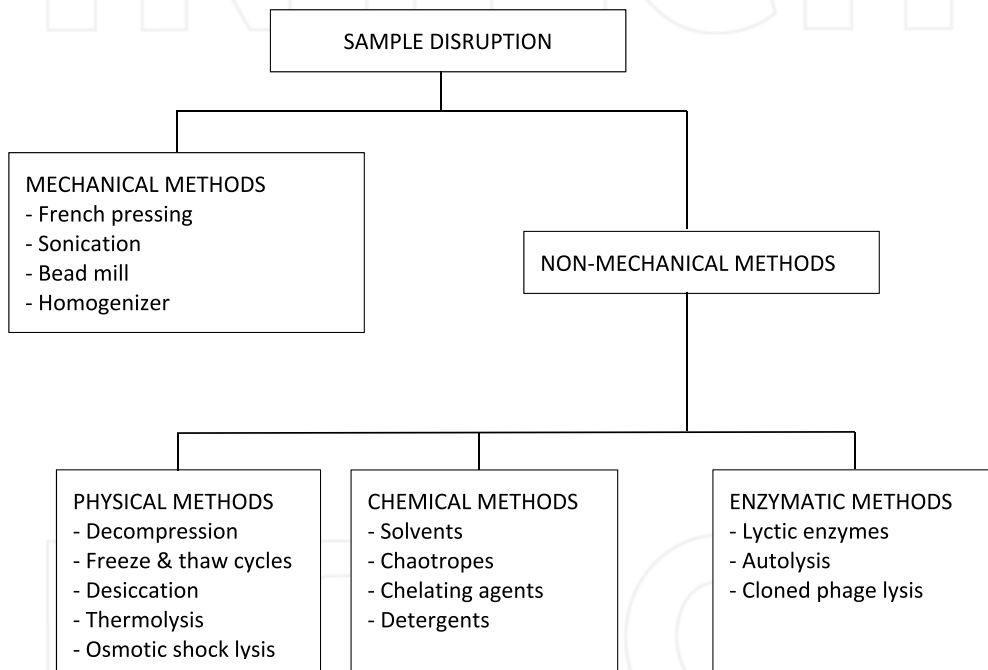 SAMPLE DISRUPTION
MECHANICAL METHODS
- French pressing
- Sonication
- Bead mill
- Homogenizer
NON-MECHANICAL METHODS
PHYSICAL METHODS
- Decompression
- Freeze & thaw cycles
- Desiccation
- Thermolysis
- Osmotic shock lysis
CHEMICAL METHODS
- Solvents
- Chaotropes
- Chelating agents
- Detergents
ENZYMATIC METHODS
- Lyctic enzymes
- Autolysis
- Cloned phage lysis